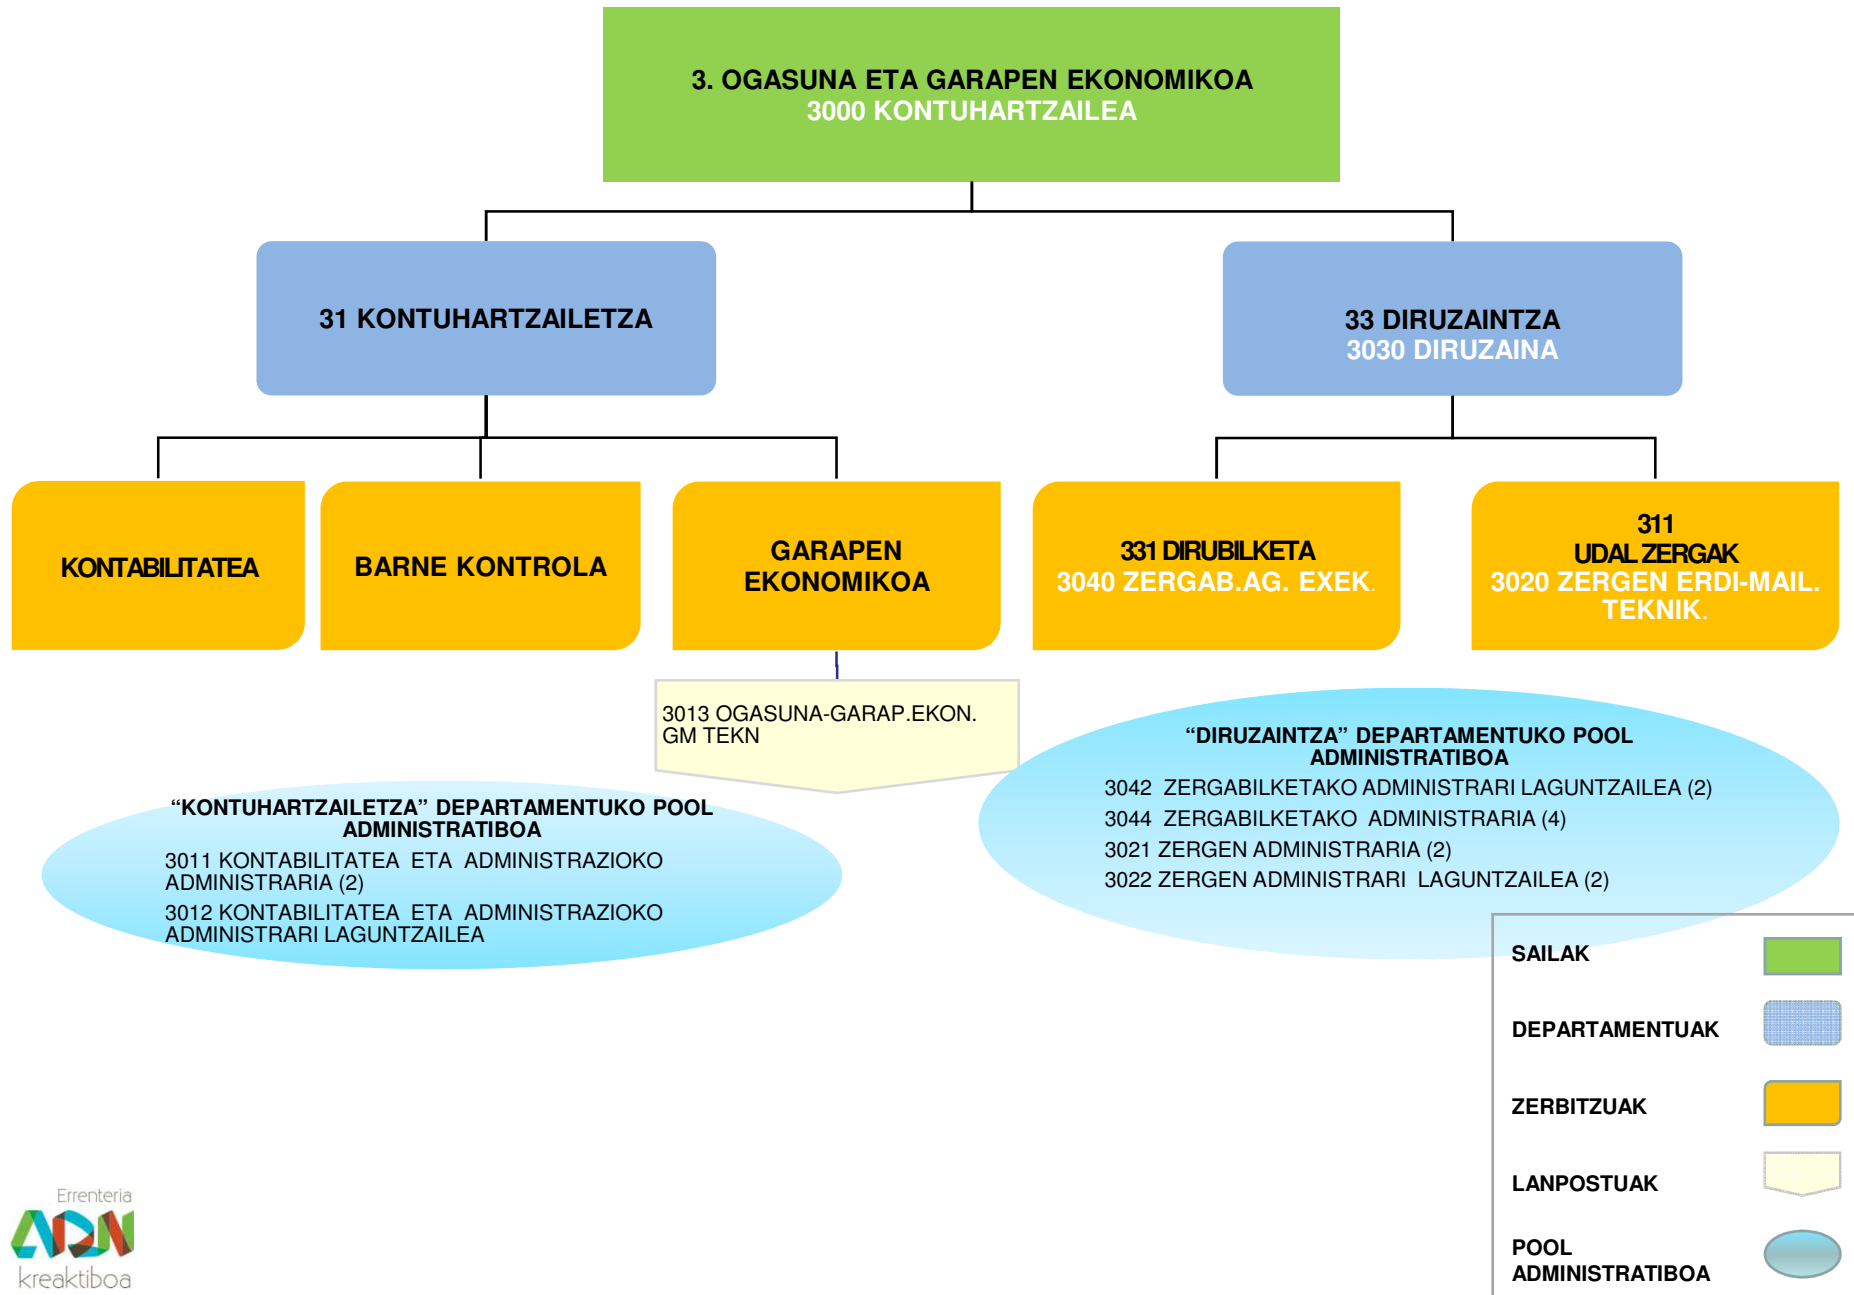 3. OGASUNA ETA GARAPEN EKONOMIKOA
3000 KONTUHARTZAILEA
31 KONTUHARTZAILETZA
33 DIRUZAINTZA
3030 DIRUZAINA
KONTABILITATEA
BARNE KONTROLA
GARAPEN
EKONOMIKOA
331 DIRUBILKETA
3040 ZERGAB.AG. EXEK.
311
UDAL ZERGAK
3020 ZERGEN ERDI-MAIL.
TEKNIK.
3013 OGASUNA-GARAP.EKON.
GM TEKN
“KONTUHARTZAILETZA” DEPARTAMENTUKO POOL
ADMINISTRATIBOA
3011 KONTABILITATEA ETA ADMINISTRAZIOKO
ADMINISTRARIA (2)
3012 KONTABILITATEA ETA ADMINISTRAZIOKO
ADMINISTRARI LAGUNTZAILEA
“DIRUZAINTZA” DEPARTAMENTUKO POOL
ADMINISTRATIBOA
3042 ZERGABILKETAKO ADMINISTRARI LAGUNTZAILEA (2)
3044 ZERGABILKETAKO ADMINISTRARIA (4)
3021 ZERGEN ADMINISTRARIA (2)
3022 ZERGEN ADMINISTRARI LAGUNTZAILEA (2)
SAILAK
DEPARTAMENTUAK
ZERBITZUAK
LANPOSTUAK
POOL
ADMINISTRATIBOA
Errenteria
ADN
kreaktiboa